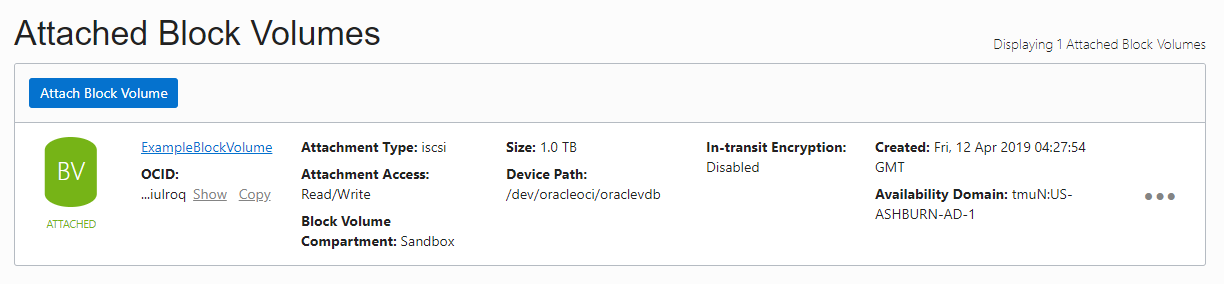 Attached Block Volumes
Displaying 1 Attached Block Volumes
Attach Block Volume
BV
ATTACHED
ExampleBlockVolume
OCID:
...iulroq Show Copy
Attachment Type: iscsi
Attachment Access:
Read/Write
Block Volume
Compartment: Sandbox
Size: 1.0 TB
Device Path:
/dev/oracleoci/oraclevdb
In-transit Encryption:
Disabled
Created: Fri, 12 Apr 2019 04:27:54
GMT
Availability Domain: tmuN:US-
ASHBURN-AD-1